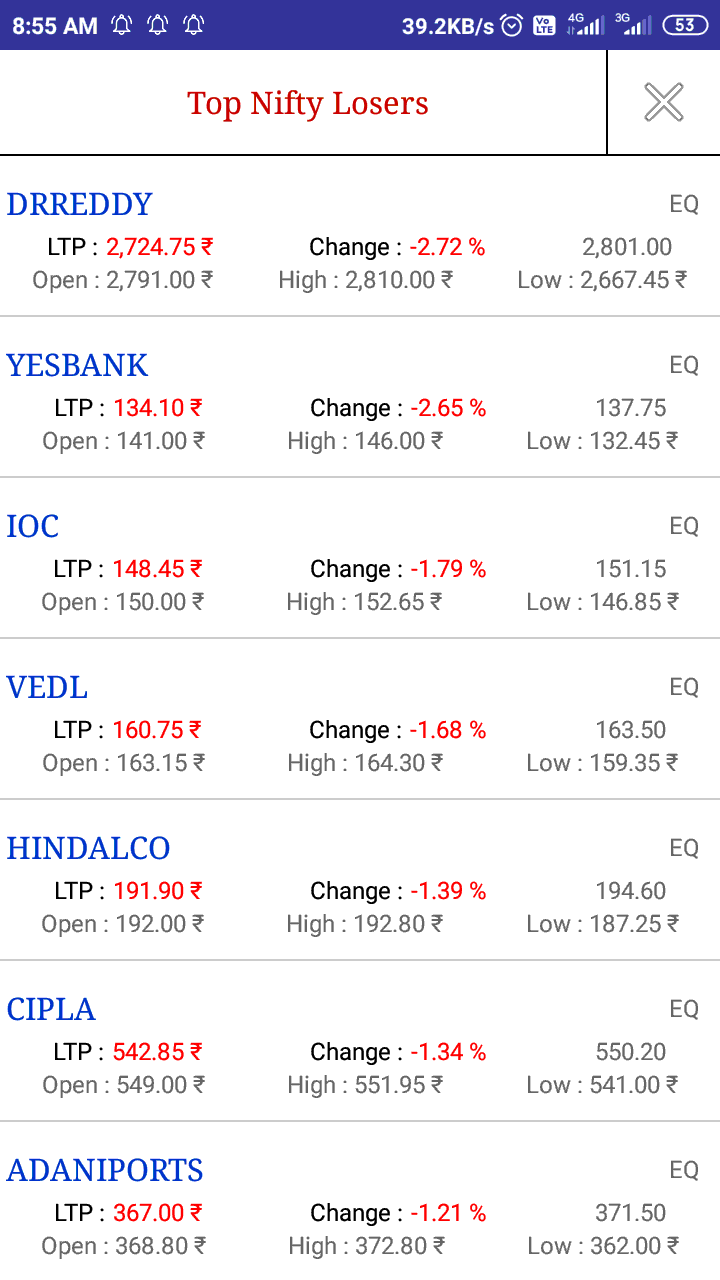 8:55 AM 39.2KB/s Vo LTE 4G 3G 53
Top Nifty Losers
DRREDDY EQ
LTP : 2,724.75 ₹ Change : -2.72 % 2,801.00
Open : 2,791.00 ₹ High : 2,810.00 ₹ Low : 2,667.45 ₹
YESBANK EQ
LTP : 134.10 ₹ Change : -2.65 % 137.75
Open : 141.00 ₹ High : 146.00 ₹ Low : 132.45 ₹
IOC EQ
LTP : 148.45 ₹ Change : -1.79 % 151.15
Open : 150.00 ₹ High : 152.65 ₹ Low : 146.85 ₹
VEDL EQ
LTP : 160.75 ₹ Change : -1.68 % 163.50
Open : 163.15 ₹ High : 164.30 ₹ Low : 159.35 ₹
HINDALCO EQ
LTP : 191.90 ₹ Change : -1.39 % 194.60
Open : 192.00 ₹ High : 192.80 ₹ Low : 187.25 ₹
CIPLA EQ
LTP : 542.85 ₹ Change : -1.34 % 550.20
Open : 549.00 ₹ High : 551.95 ₹ Low : 541.00 ₹
ADANIPORTS EQ
LTP : 367.00 ₹ Change : -1.21 % 371.50
Open : 368.80 ₹ High : 372.80 ₹ Low : 362.00 ₹